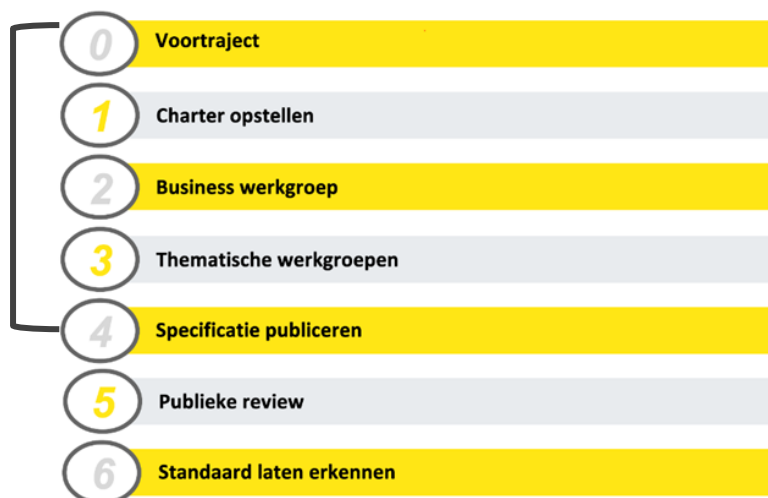 0 Voortraject
1 Charter opstellen
2 Business werkgroep
3 Thematische werkgroepen
4 Specificatie publiceren
5 Publieke review
6 Standaard laten erkennen